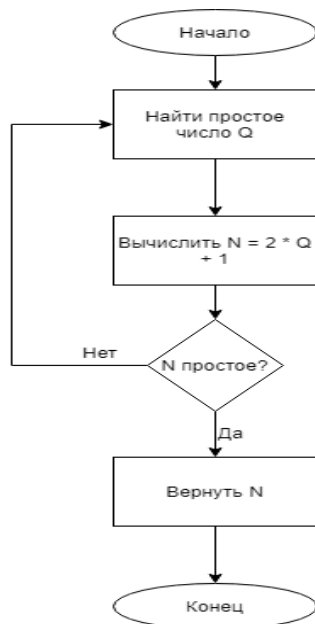 Начало
Найти простое
число Q
Вычислить N = 2 * Q
+ 1
Нет
N простое?
Да
Вернуть N
Конец